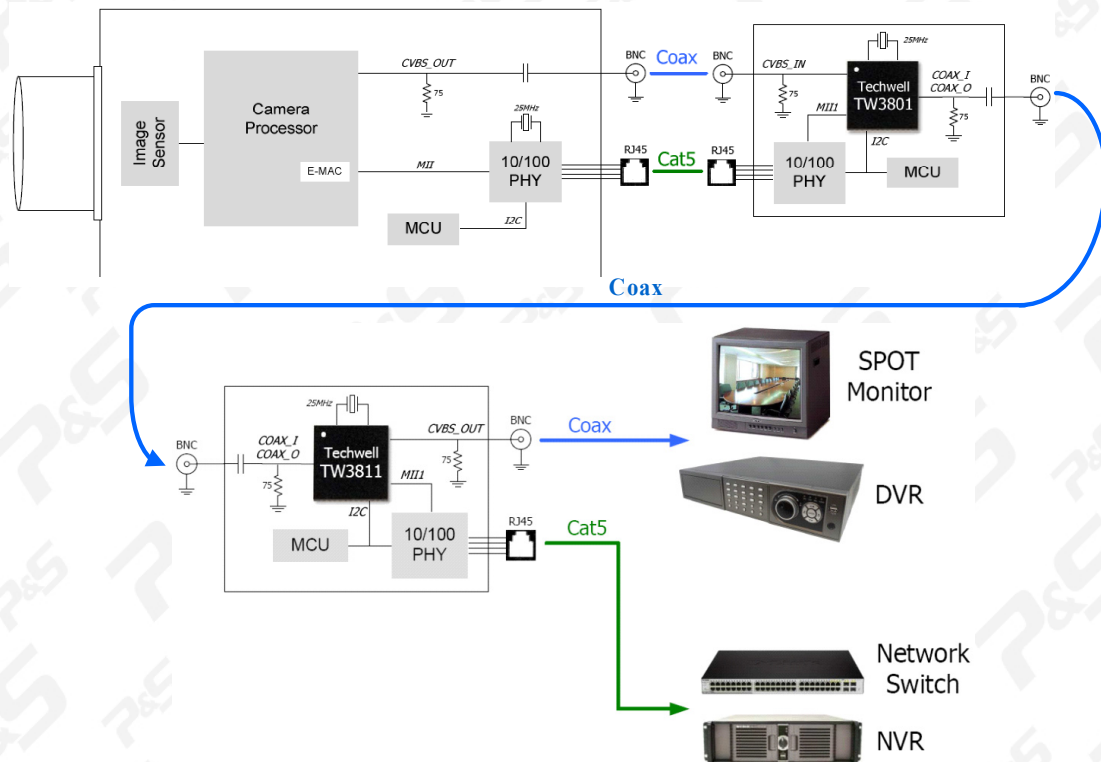 CVBS_OUT
75
BNC
Coax
BNC
CVBS_IN
75
25MHz
Techwell
TW3801
COAX_I
COAX_O
75
BNC
Image
Sensor
Camera
Processor
E-MAC
MII
25MHz
10/100
PHY
I2C
MCU
RJ45
Cat5
RJ45
MII1
10/100
PHY
I2C
MCU
Coax
BNC
COAX_I
COAX_O
75
25MHz
Techwell
TW3811
CVBS_OUT
75
MII1
I2C
MCU
10/100
PHY
BNC
Coax
RJ45
Cat5
SPOT
Monitor
DVR
Network
Switch
NVR
P&S
P&S
P&S
P&S
P&S
P&S